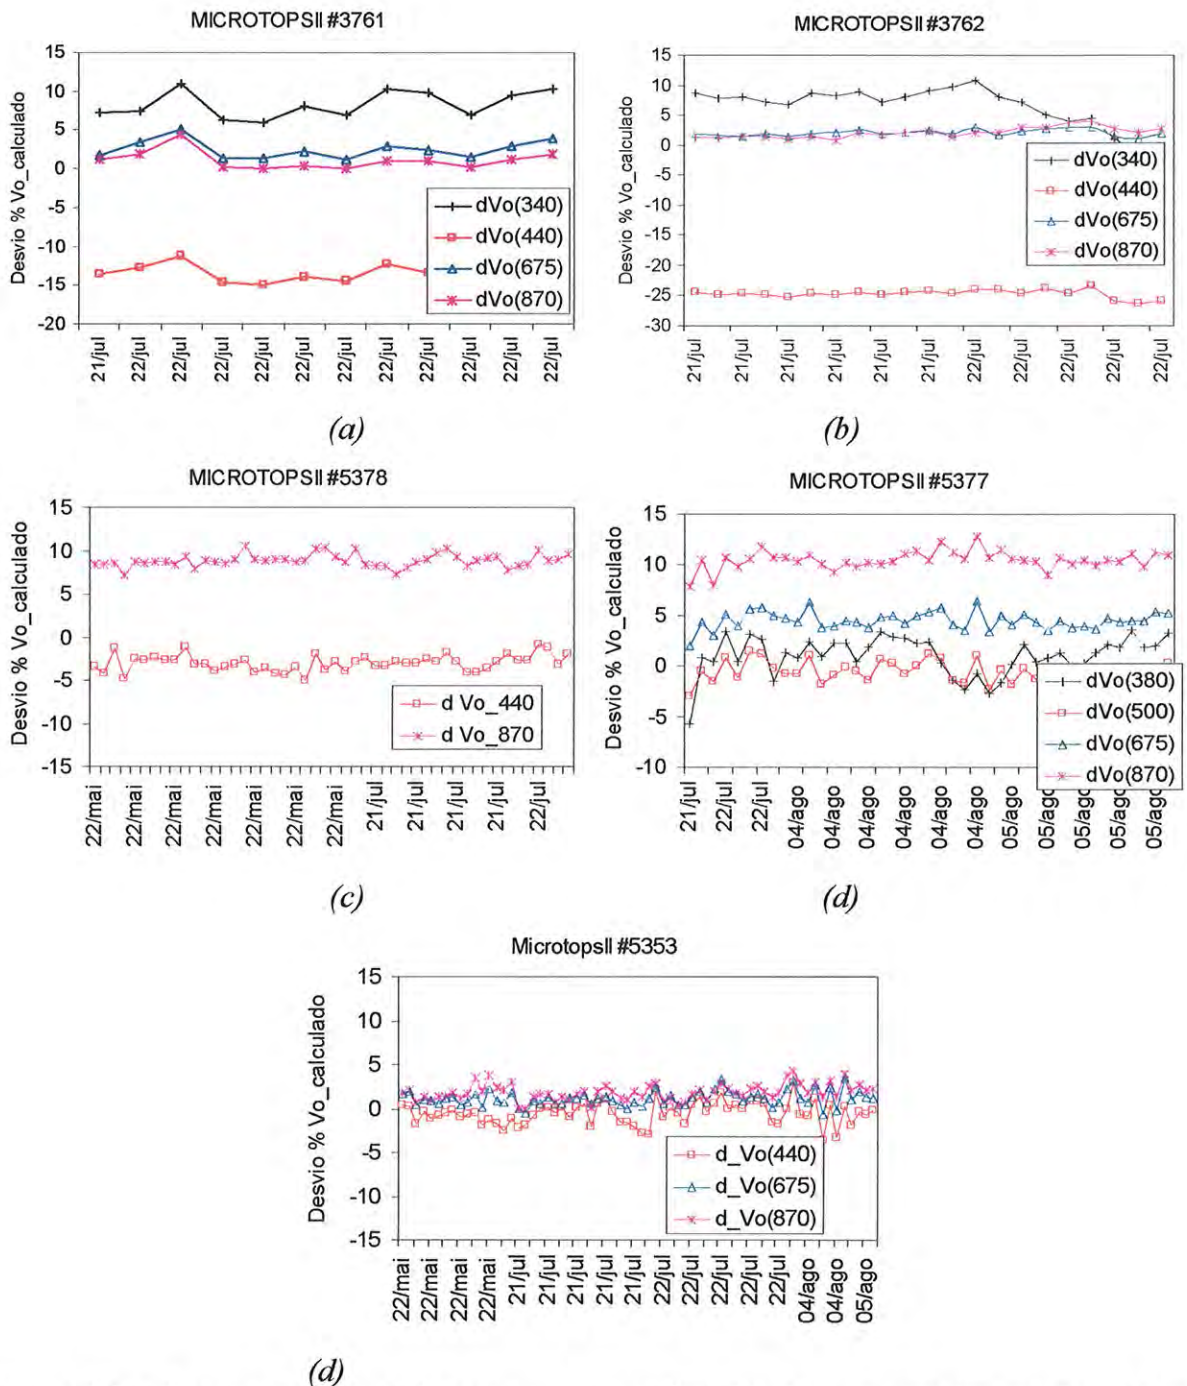 MICROTOPSII #3761
Desvio % Vo_calculado
15
10
5
0
-5
-10
-15
-20
dVo(340)
dVo(440)
dVo(675)
dVo(870)
21/jul
22/jul
22/jul
22/jul
22/jul
22/jul
22/jul
22/jul
22/jul
22/jul
22/jul
22/jul
(a)
MICROTOPSII #3762
Desvio % Vo_calculado
15
10
5
0
-5
-10
-15
-20
-25
-30
dVo(340)
dVo(440)
dVo(675)
dVo(870)
21/jul
21/jul
21/jul
21/jul
21/jul
21/jul
22/jul
22/jul
22/jul
22/jul
22/jul
(b)
MICROTOPSII #5378
Desvio % Vo_calculado
15
10
5
0
-5
-10
-15
d Vo_440
d Vo_870
22/mai
22/mai
22/mai
22/mai
22/mai
22/mai
22/mai
21/jul
21/jul
21/jul
21/jul
22/jul
(c)
MICROTOPSII #5377
Desvio % Vo_calculado
15
10
5
0
-5
-10
dVo(380)
dVo(500)
dVo(675)
dVo(870)
21/jul
22/jul
22/jul
04/ago
04/ago
04/ago
04/ago
04/ago
04/ago
05/ago
05/ago
05/ago
05/ago
05/ago
(d)
MicrotopsII #5353
Desvio % Vo_calculado
15
10
5
0
-5
-10
-15
d_Vo(440)
d_Vo(675)
d_Vo(870)
22/mai
22/mai
22/mai
22/mai
21/jul
21/jul
21/jul
21/jul
21/jul
22/jul
22/jul
22/jul
22/jul
22/jul
04/ago
04/ago
05/ago
(d)